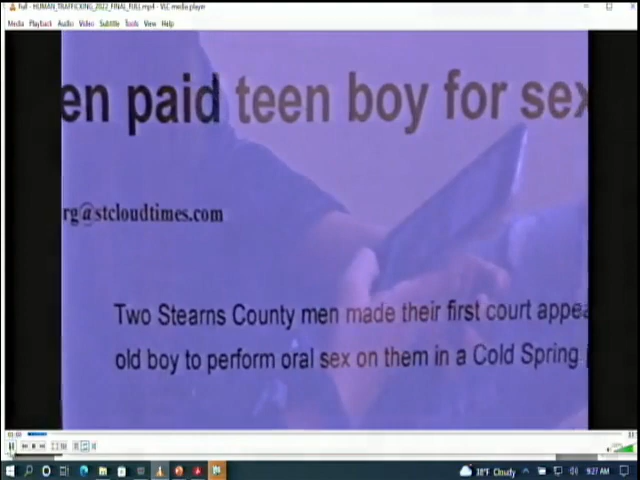 Full - HUMAN_TRAFFICKING_2022_FINAL_FULL.mp4 - VLC media player
Media Playback Audio Video Subtitle Tools View Help
en paid teen boy for sex
rg@stcloudtimes.com
Two Stearns County men made their first court appea
old boy to perform oral sex on them in a Cold Spring
38°F Cloudy
9:27 AM